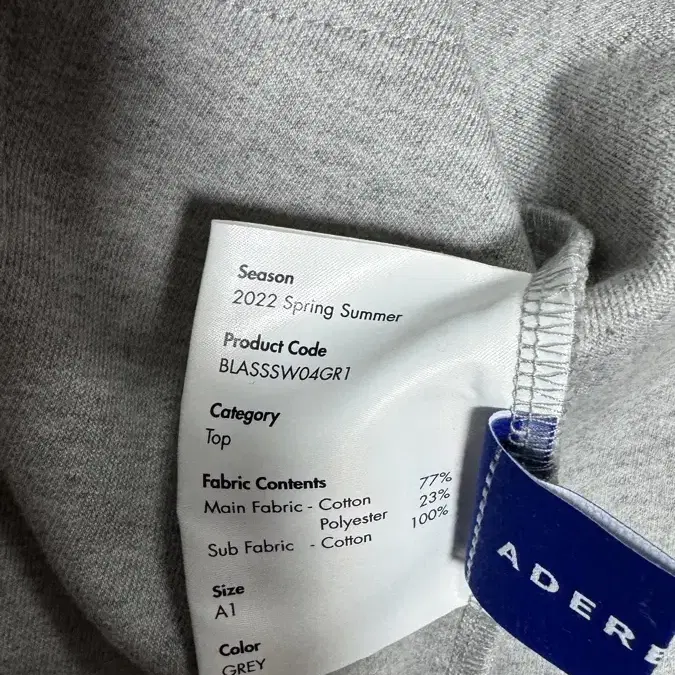 Season
2022 Spring Summer
Product Code
BLASSSW04GR1
Category
Top
Fabric Contents
Main Fabric - Cotton 77%
Polyester 23%
Sub Fabric - Cotton 100%
Size
A1
Color
GREY
ADER